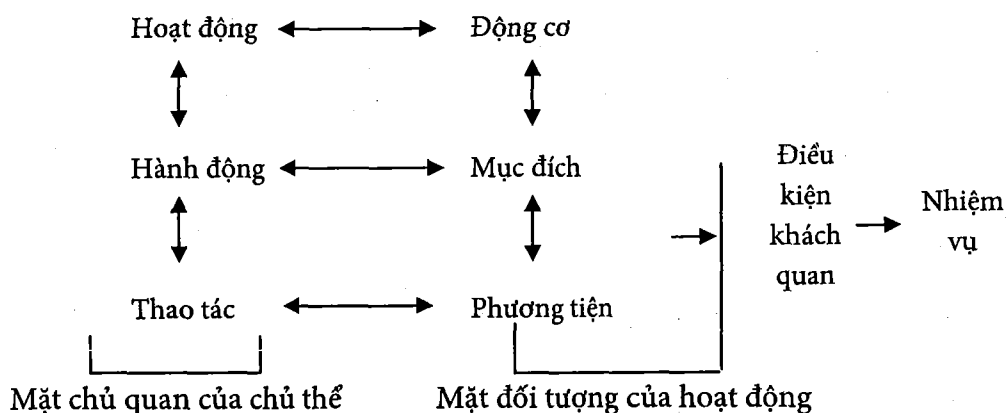 Hoạt động
Động cơ
Hành động
Mục đích
Điều
kiện
khách
quan
Nhiệm
vụ
Thao tác
Phương tiện
Mặt chủ quan của chủ thể
Mặt đối tượng của hoạt động